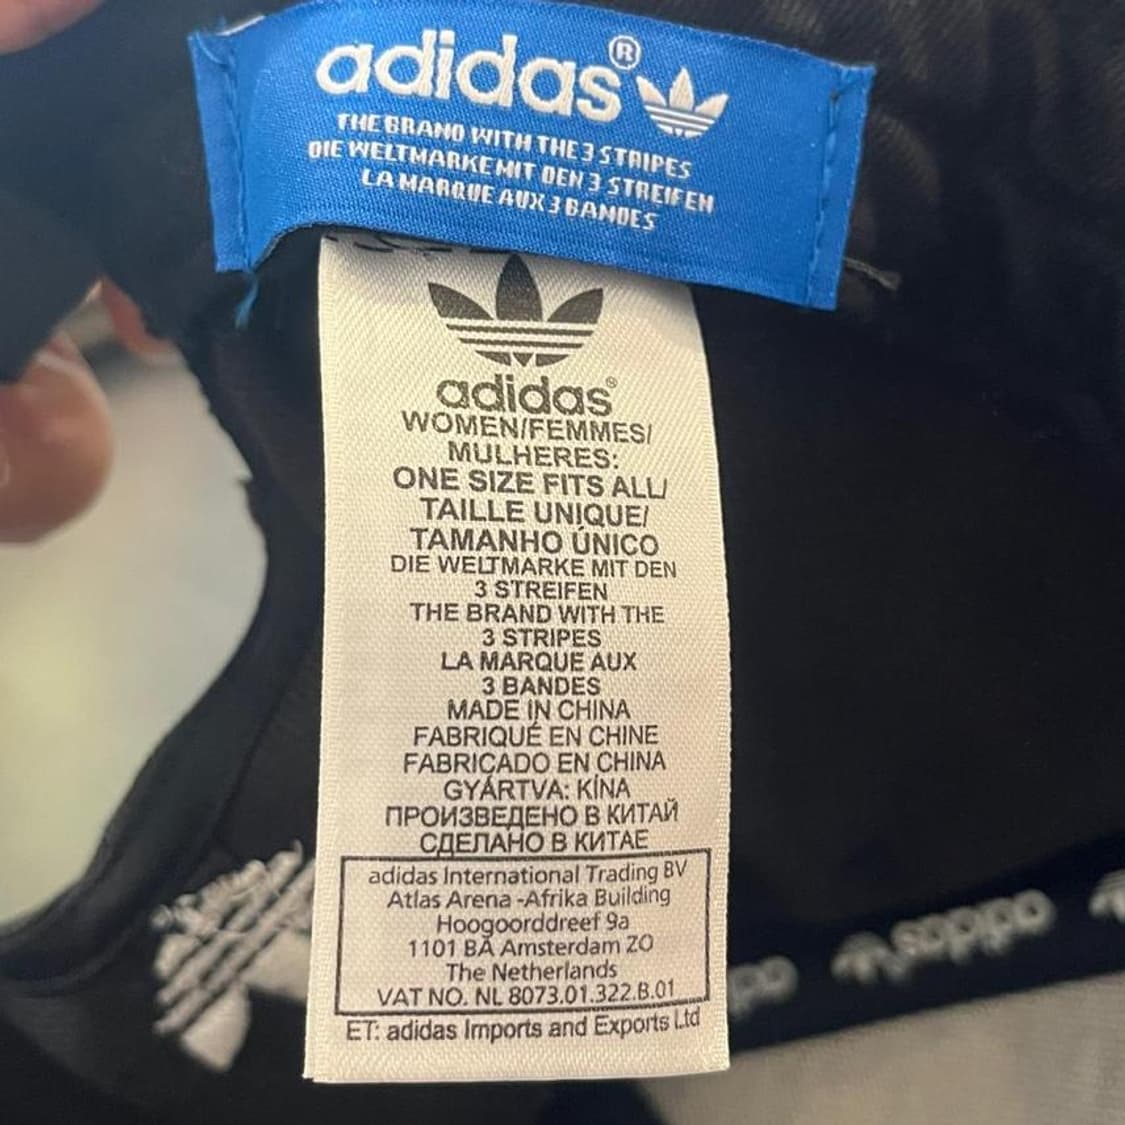 adidas®
THE BRAND WITH THE 3 STRIPES
DIE WELTMARKE MIT DEN 3 STREIFEN
LA MARQUE AUX 3 BANDES
adidas®
WOMEN/FEMMES/
MULHERES:
ONE SIZE FITS ALL/
TAILLE UNIQUE/
TAMANHO ÚNICO
DIE WELTMARKE MIT DEN
3 STREIFEN
THE BRAND WITH THE
3 STRIPES
LA MARQUE AUX
3 BANDES
MADE IN CHINA
FABRIQUÉ EN CHINE
FABRICADO EN CHINA
GYÁRTVA: KÍNA
ПРОИЗВЕДЕНО В КИТАЙ
СДЕЛАНО В КИТАЕ
adidas International Trading BV
Atlas Arena -Afrika Building
Hoogoorddreef 9a
1101 BA Amsterdam ZO
The Netherlands
VAT NO. NL 8073.01.322.B.01
ET: adidas Imports and Exports Ltd
adidas